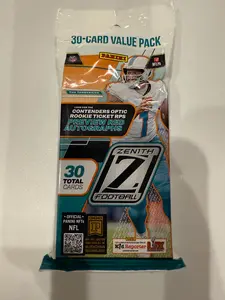 30-CARD VALUE PACK
PANINI
NFL
LOOK FOR THE
CONTENDERS OPTIC
ROOKIE TICKET RPS
PREVIEW RED
AUTOGRAPHS
30
TOTAL
CARDS
Z
ZENITH
FOOTBALL
• OFFICIAL •
PANINI NFTS
NFL